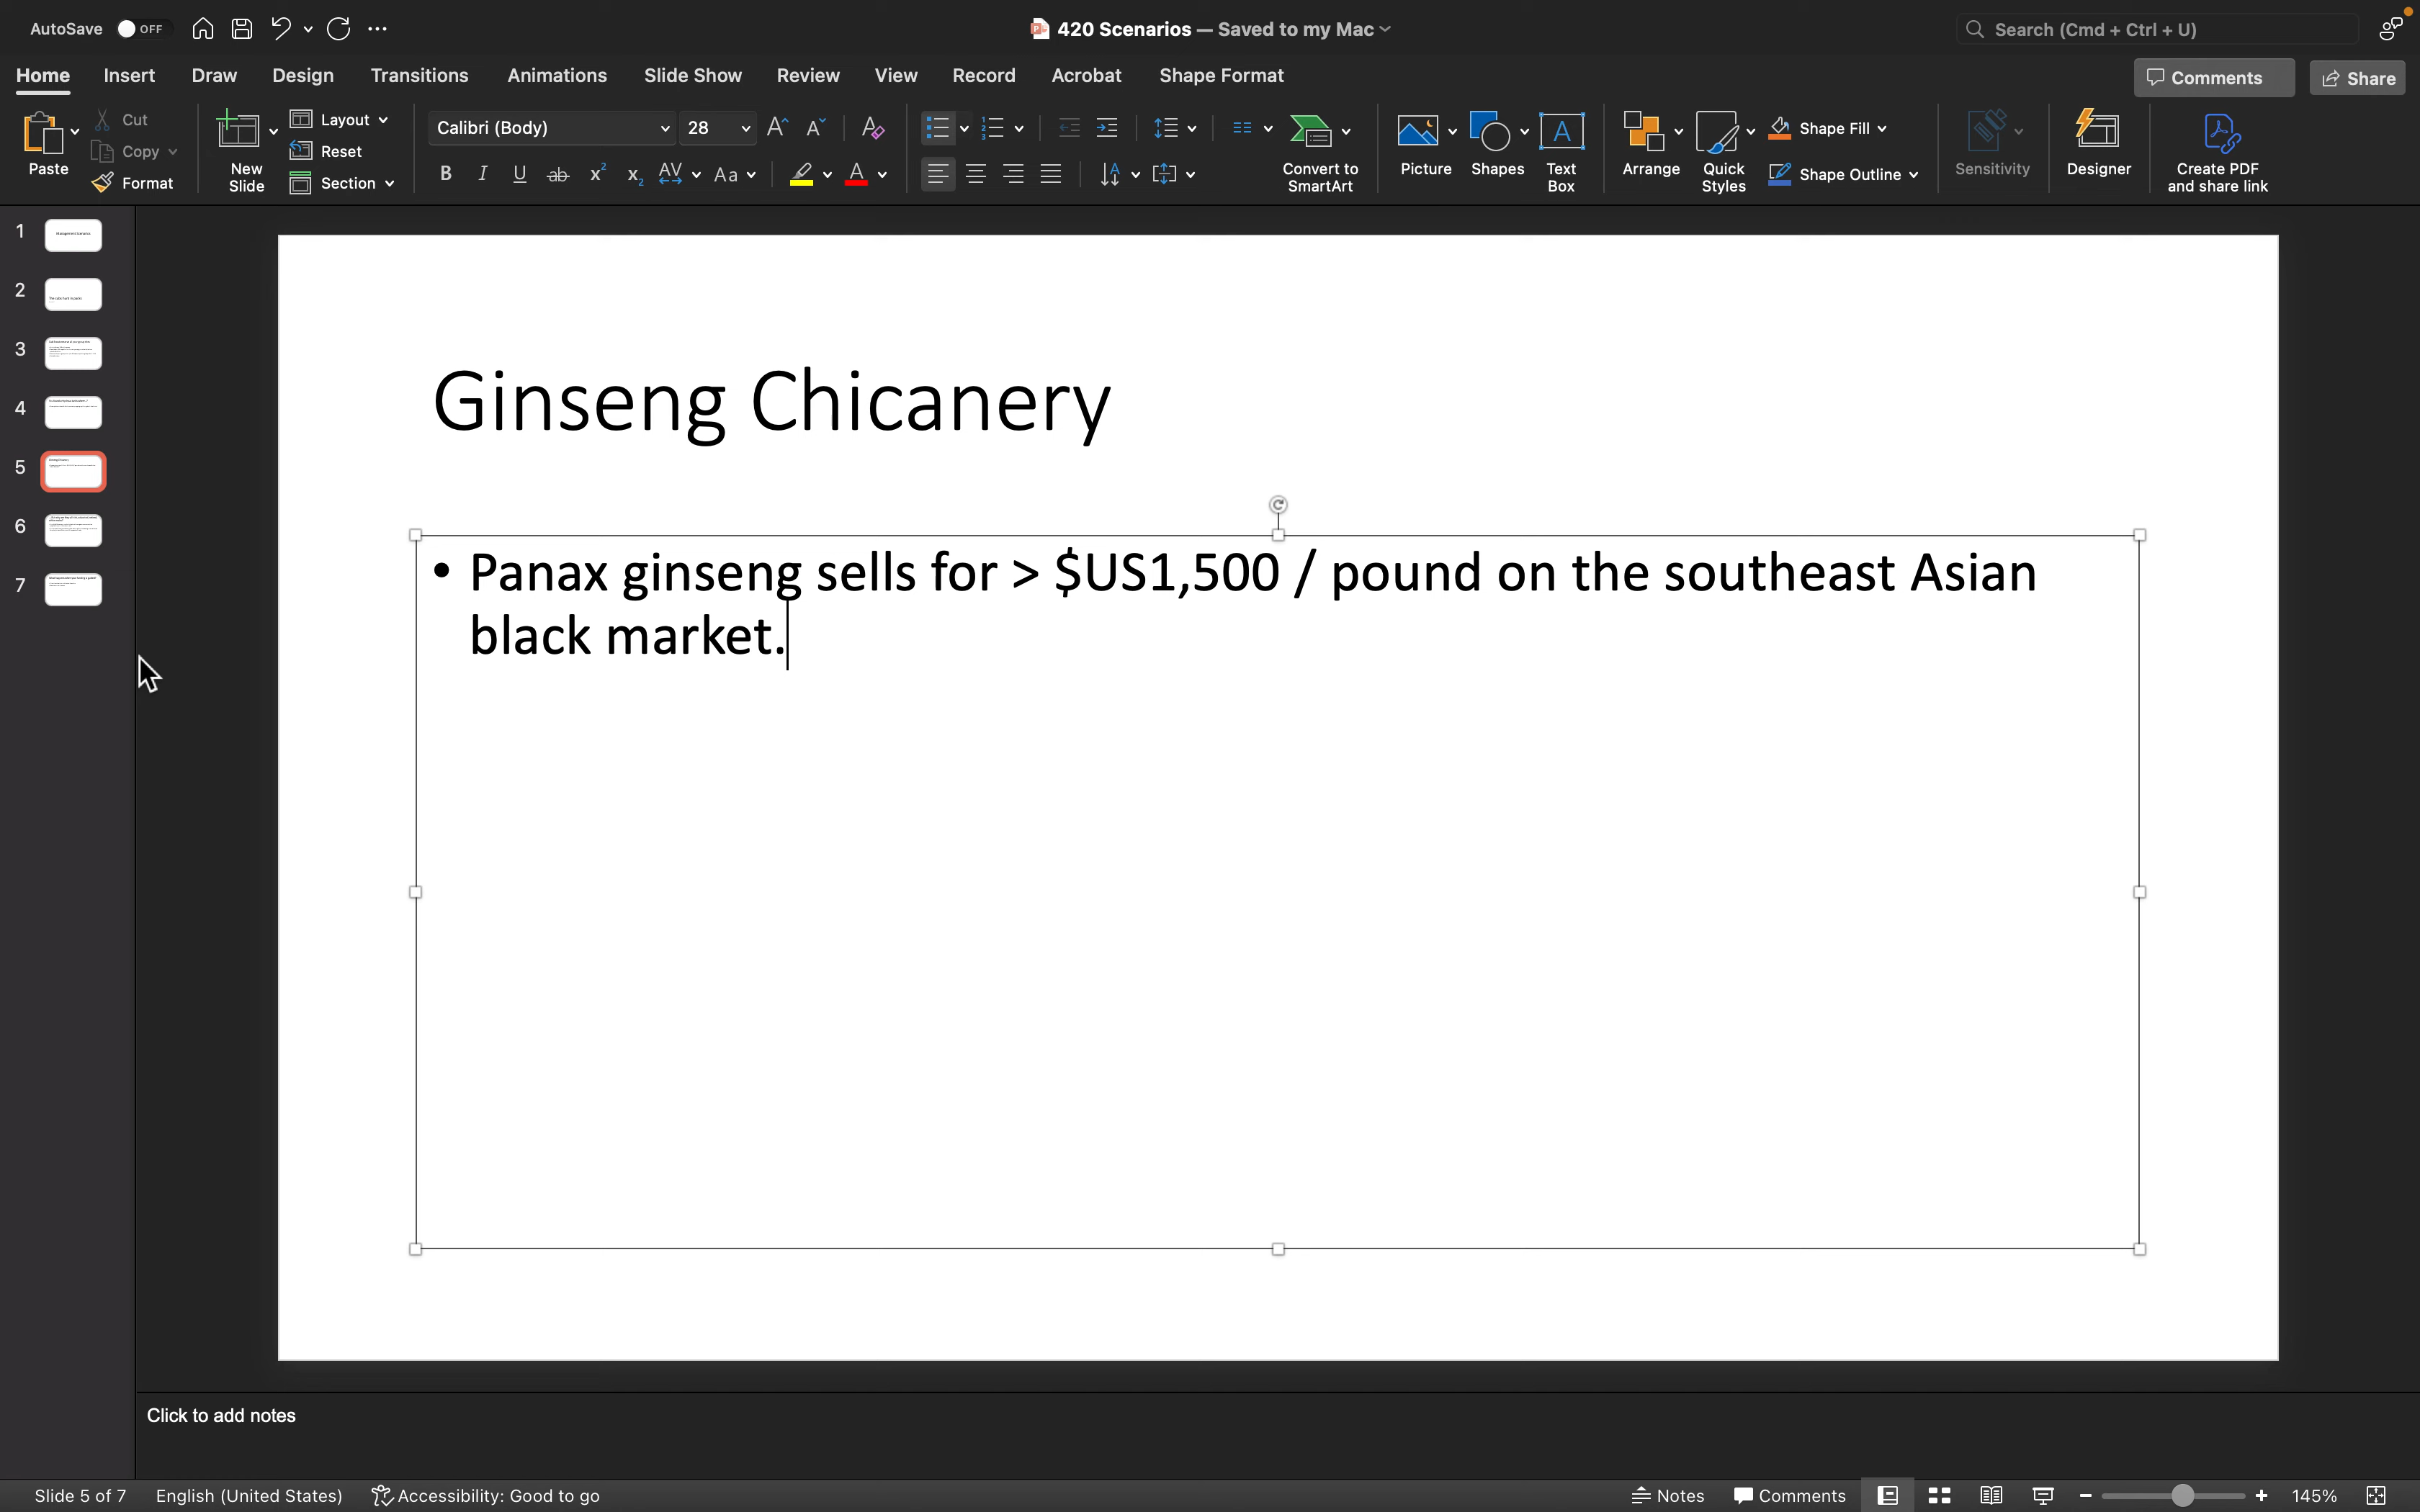 AutoSave OFF
420 Scenarios — Saved to my Mac
Search (Cmd + Ctrl + U)
Home Insert Draw Design Transitions Animations Slide Show Review View Record Acrobat Shape Format
Comments Share
Paste
Cut
Copy
Format
New
Slide
Layout
Reset
Section
Calibri (Body) 28
Convert to
SmartArt
Picture
Shapes
Text
Box
Arrange
Quick
Styles
Shape Fill
Shape Outline
Sensitivity
Designer
Create PDF
and share link
1
2
3
4
5
6
7
Ginseng Chicanery
• Panax ginseng sells for > $US1,500 / pound on the southeast Asian
black market.
Click to add notes
Slide 5 of 7 English (United States) Accessibility: Good to go
Notes Comments 145%